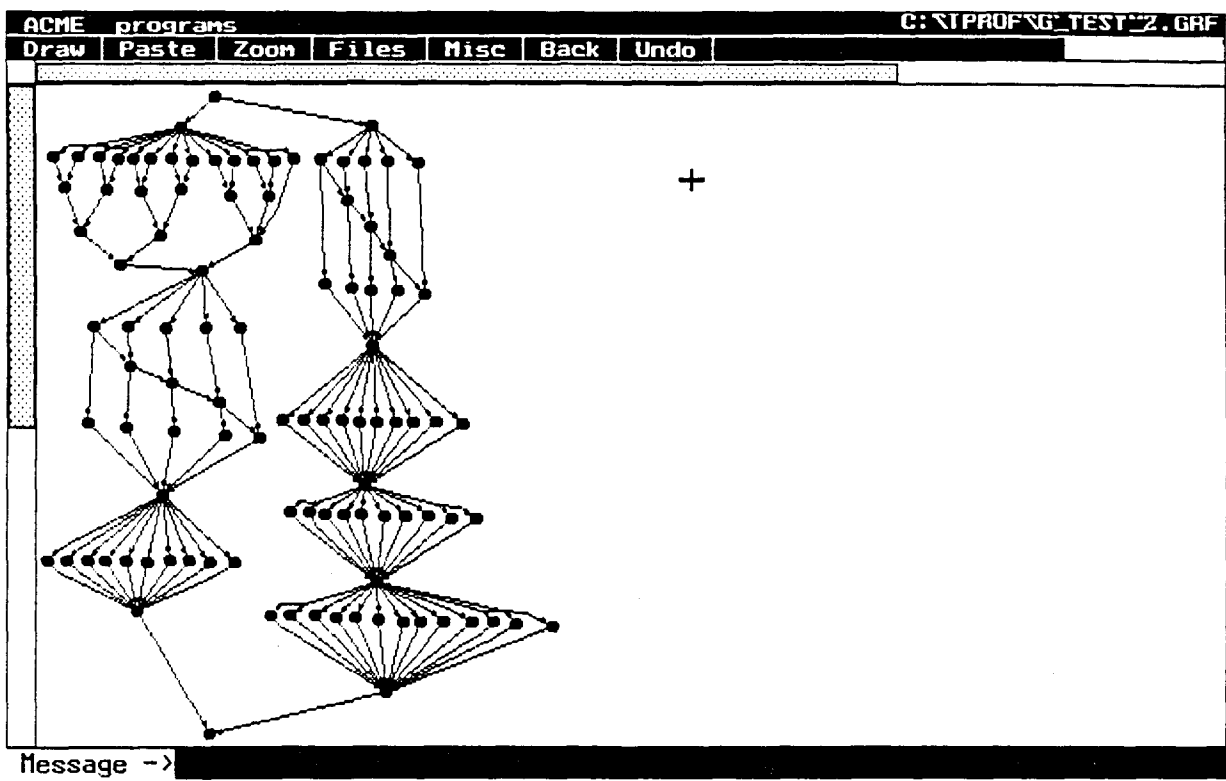 ACME programs C:\TPROF\G_TEST~2.GRF
Draw Paste Zoom Files Misc Back Undo
Message ->